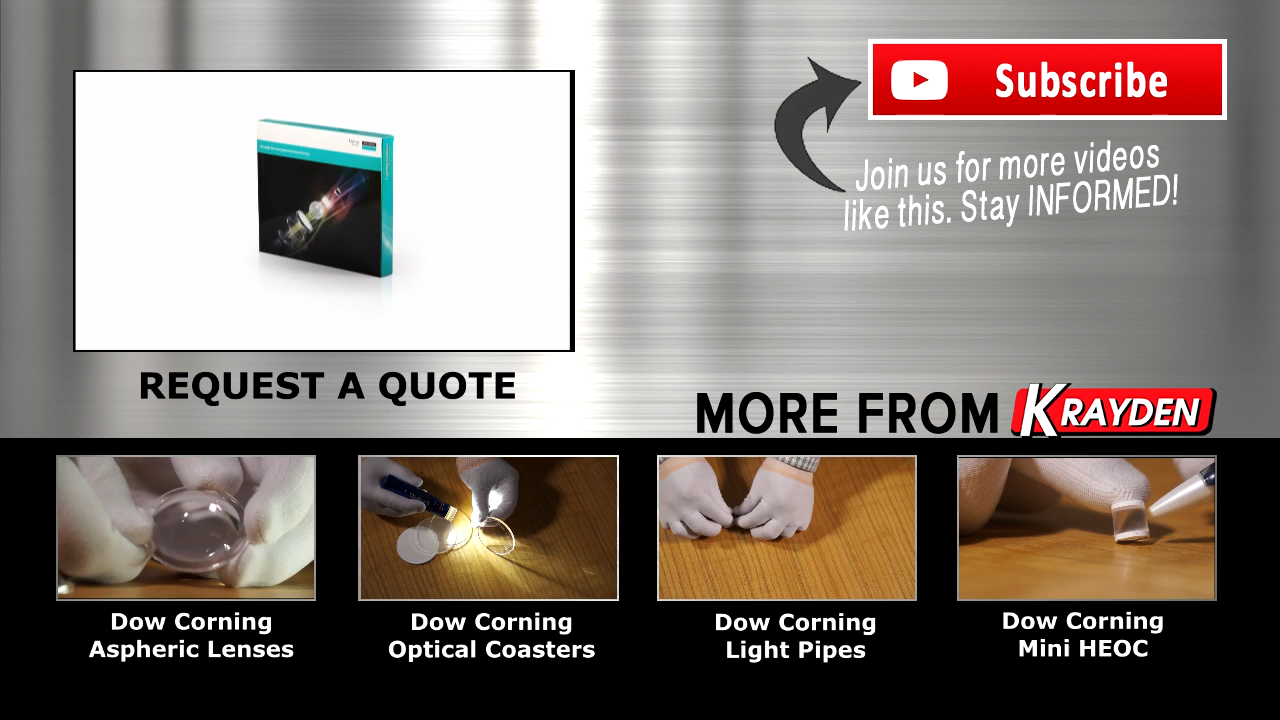 Subscribe
Join us for more videos
like this. Stay INFORMED!
REQUEST A QUOTE
MORE FROM KRAYDEN
Dow Corning
Aspheric Lenses
Dow Corning
Optical Coasters
Dow Corning
Light Pipes
Dow Corning
Mini HEOC